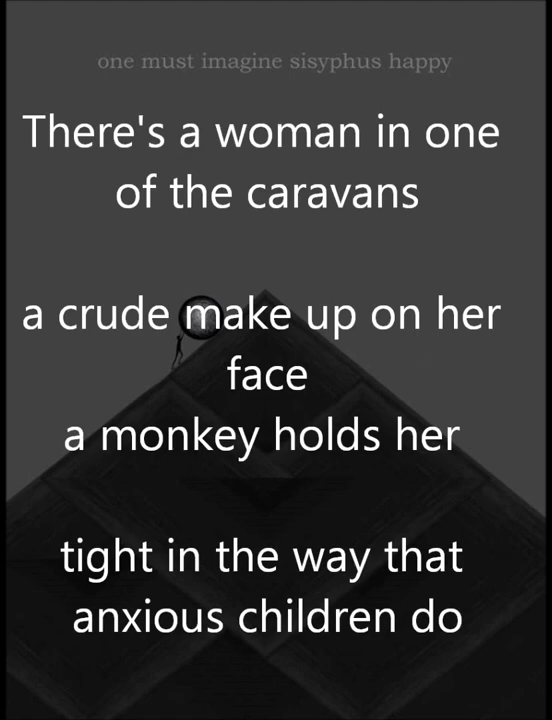 one must imagine sisyphus happy
There's a woman in one
of the caravans
a crude make up on her
face
a monkey holds her
tight in the way that
anxious children do